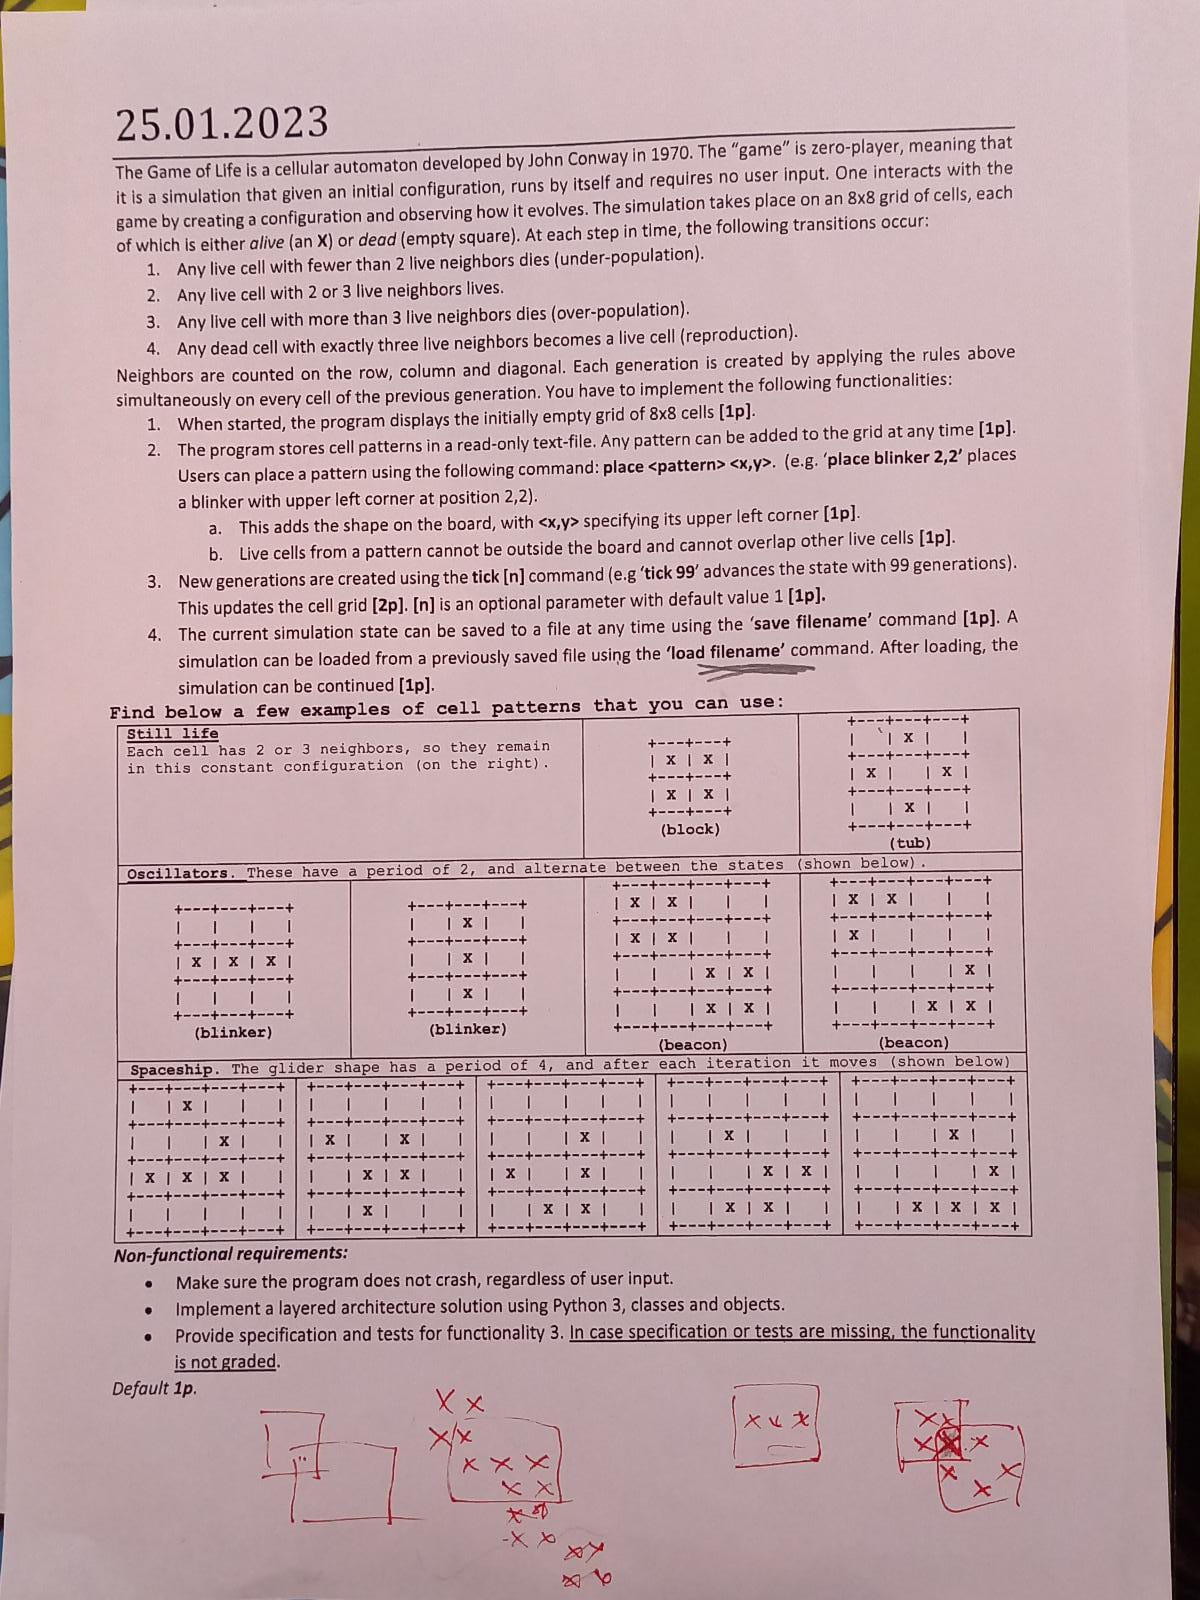 25.01.2023
The Game of Life is a cellular automaton developed by John Conway in 1970. The “game” is zero-player, meaning that
it is a simulation that given an initial configuration, runs by itself and requires no user input. One interacts with the
game by creating a configuration and observing how it evolves. The simulation takes place on an 8x8 grid of cells, each
of which is either alive (an X) or dead (empty square). At each step in time, the following transitions occur:
1. Any live cell with fewer than 2 live neighbors dies (under-population).
2. Any live cell with 2 or 3 live neighbors lives.
3. Any live cell with more than 3 live neighbors dies (over-population).
4. Any dead cell with exactly three live neighbors becomes a live cell (reproduction).
Neighbors are counted on the row, column and diagonal. Each generation is created by applying the rules above
simultaneously on every cell of the previous generation. You have to implement the following functionalities:
1. When started, the program displays the initially empty grid of 8x8 cells [1p].
2. The program stores cell patterns in a read-only text-file. Any pattern can be added to the grid at any time [1p].
Users can place a pattern using the following command: place <pattern> <x,y>. (e.g. ‘place blinker 2,2’ places
a blinker with upper left corner at position 2,2).
a. This adds the shape on the board, with <x,y> specifying its upper left corner [1p].
b. Live cells from a pattern cannot be outside the board and cannot overlap other live cells [1p].
3. New generations are created using the tick [n] command (e.g ‘tick 99’ advances the state with 99 generations).
This updates the cell grid [2p]. [n] is an optional parameter with default value 1 [1p].
4. The current simulation state can be saved to a file at any time using the ‘save filename’ command [1p]. A
simulation can be loaded from a previously saved file using the ‘load filename’ command. After loading, the
simulation can be continued [1p].
Find below a few examples of cell patterns that you can use:
Still life
Each cell has 2 or 3 neighbors, so they remain
in this constant configuration (on the right).
X X
X X
(block)
X
X X
X
(tub)
Oscillators. These have a period of 2, and alternate between the states (shown below).
X X X
(blinker)
X
X
X
(blinker)
X X
X X
X X
X X
(beacon)
X X
X
X
X X
(beacon)
Spaceship. The glider shape has a period of 4, and after each iteration it moves (shown below)
X
X
X X X
X X
X X
X
X
X X
X X
X
X X
X X
X
X
X X X
Non-functional requirements:
• Make sure the program does not crash, regardless of user input.
• Implement a layered architecture solution using Python 3, classes and objects.
• Provide specification and tests for functionality 3. In case specification or tests are missing, the functionality
is not graded.
Default 1p.